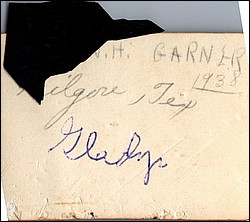 .H. GARNER
1938
Kilgore, Tex
Gladys